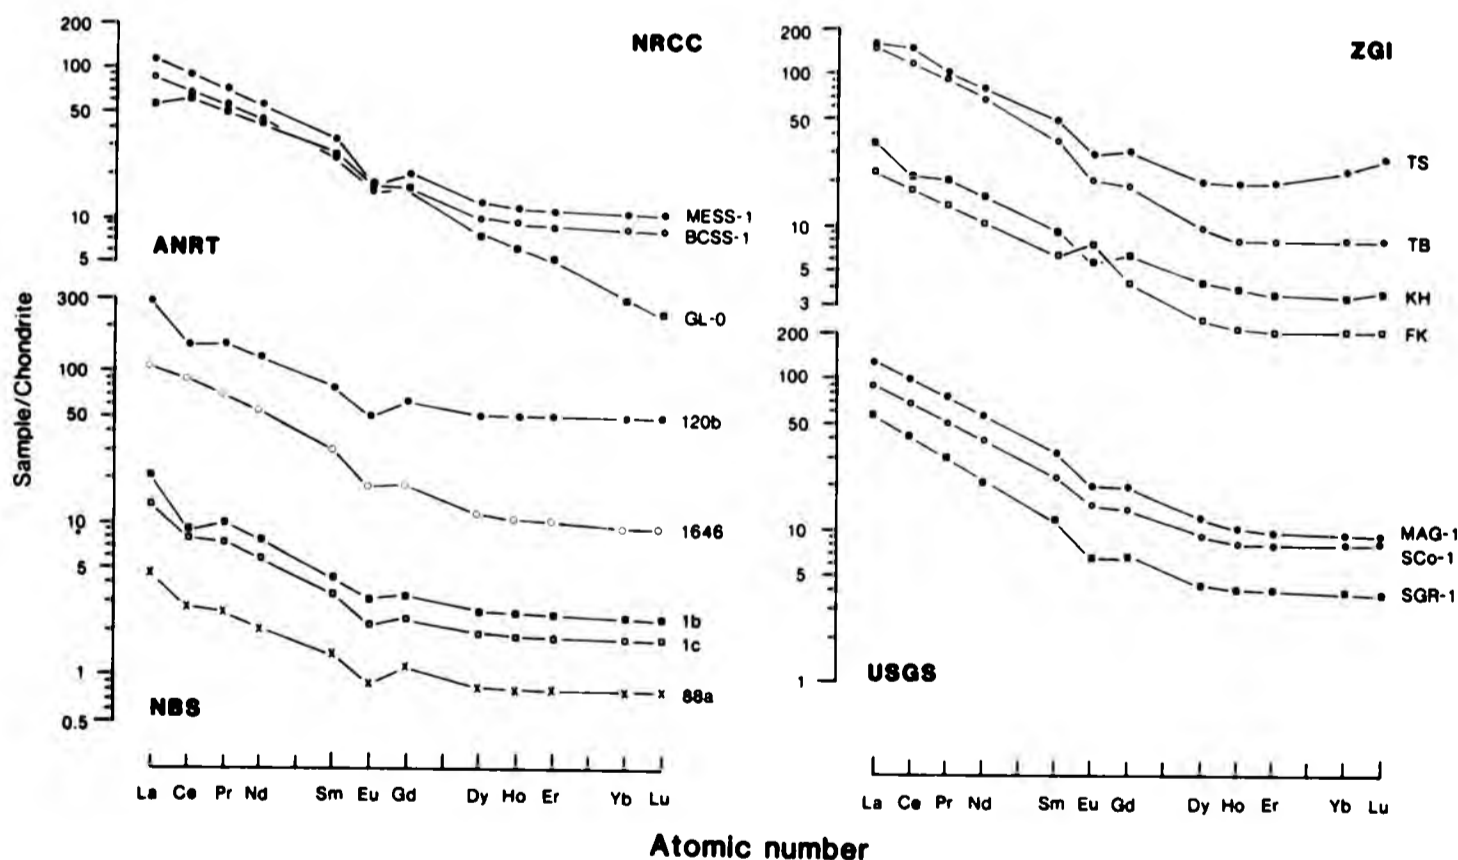 NRCC
200
100
50
10
5
MESS-1
BCSS-1
GL-0
ANRT
Sample/Chondrite
300
100
50
10
5
1
0.5
120b
1646
1b
1c
88a
NBS
La Ce Pr Nd Sm Eu Gd Dy Ho Er Yb Lu
ZGI
200
100
50
10
5
3
TS
TB
KH
FK
200
100
50
10
5
1
MAG-1
SCo-1
SGR-1
USGS
La Ce Pr Nd Sm Eu Gd Dy Ho Er Yb Lu
Atomic number